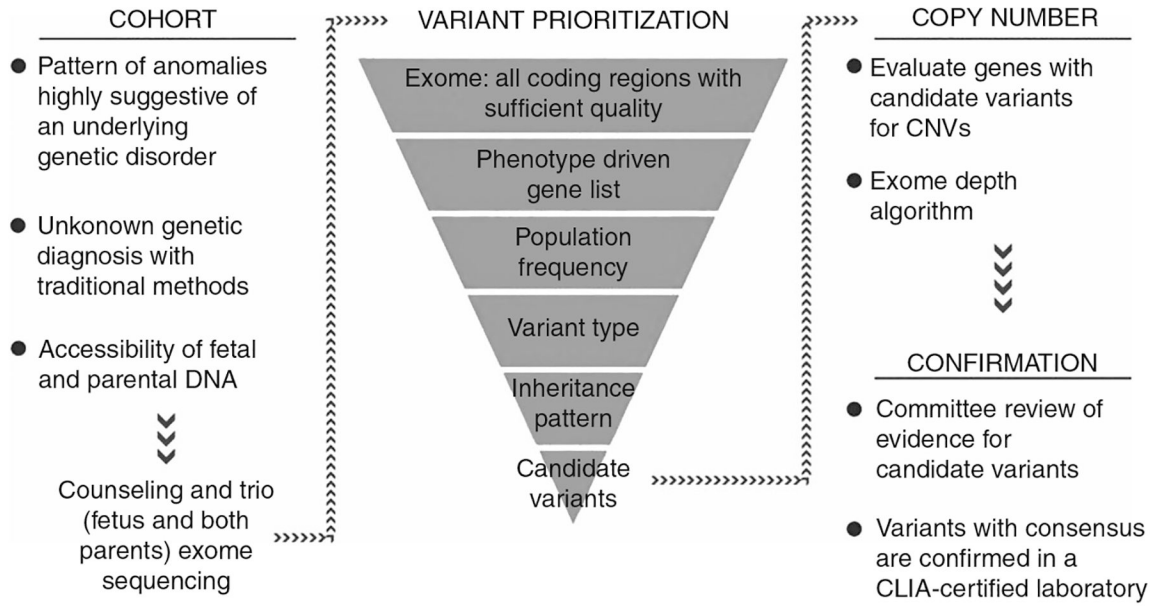 COHORT
Pattern of anomalies
highly suggestive of
an underlying
genetic disorder
Unkonown genetic
diagnosis with
traditional methods
Accessibility of fetal
and parental DNA
Counseling and trio
(fetus and both
parents) exome
sequencing
VARIANT PRIORITIZATION
Exome: all coding regions with
sufficient quality
Phenotype driven
gene list
Population
frequency
Variant type
Inheritance
pattern
Candidate
variants
COPY NUMBER
Evaluate genes with
candidate variants
for CNVs
Exome depth
algorithm
CONFIRMATION
Committee review of
evidence for
candidate variants
Variants with consensus
are confirmed in a
CLIA-certified laboratory